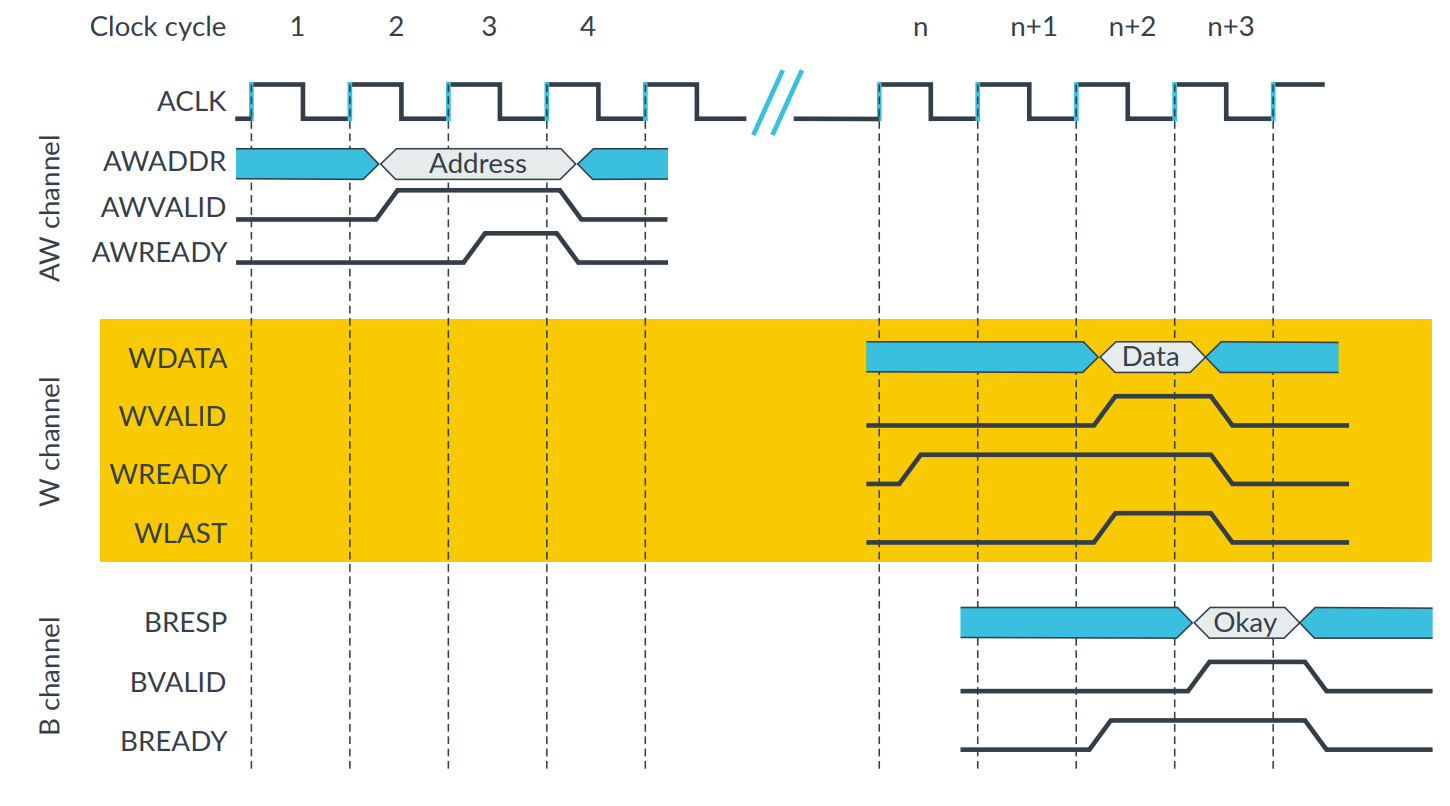 Clock cycle 1 2 3 4 n n+1 n+2 n+3
ACLK
AW channel
AWADDR Address
AWVALID
AWREADY
W channel
WDATA Data
WVALID
WREADY
WLAST
B channel
BRESP Okay
BVALID
BREADY